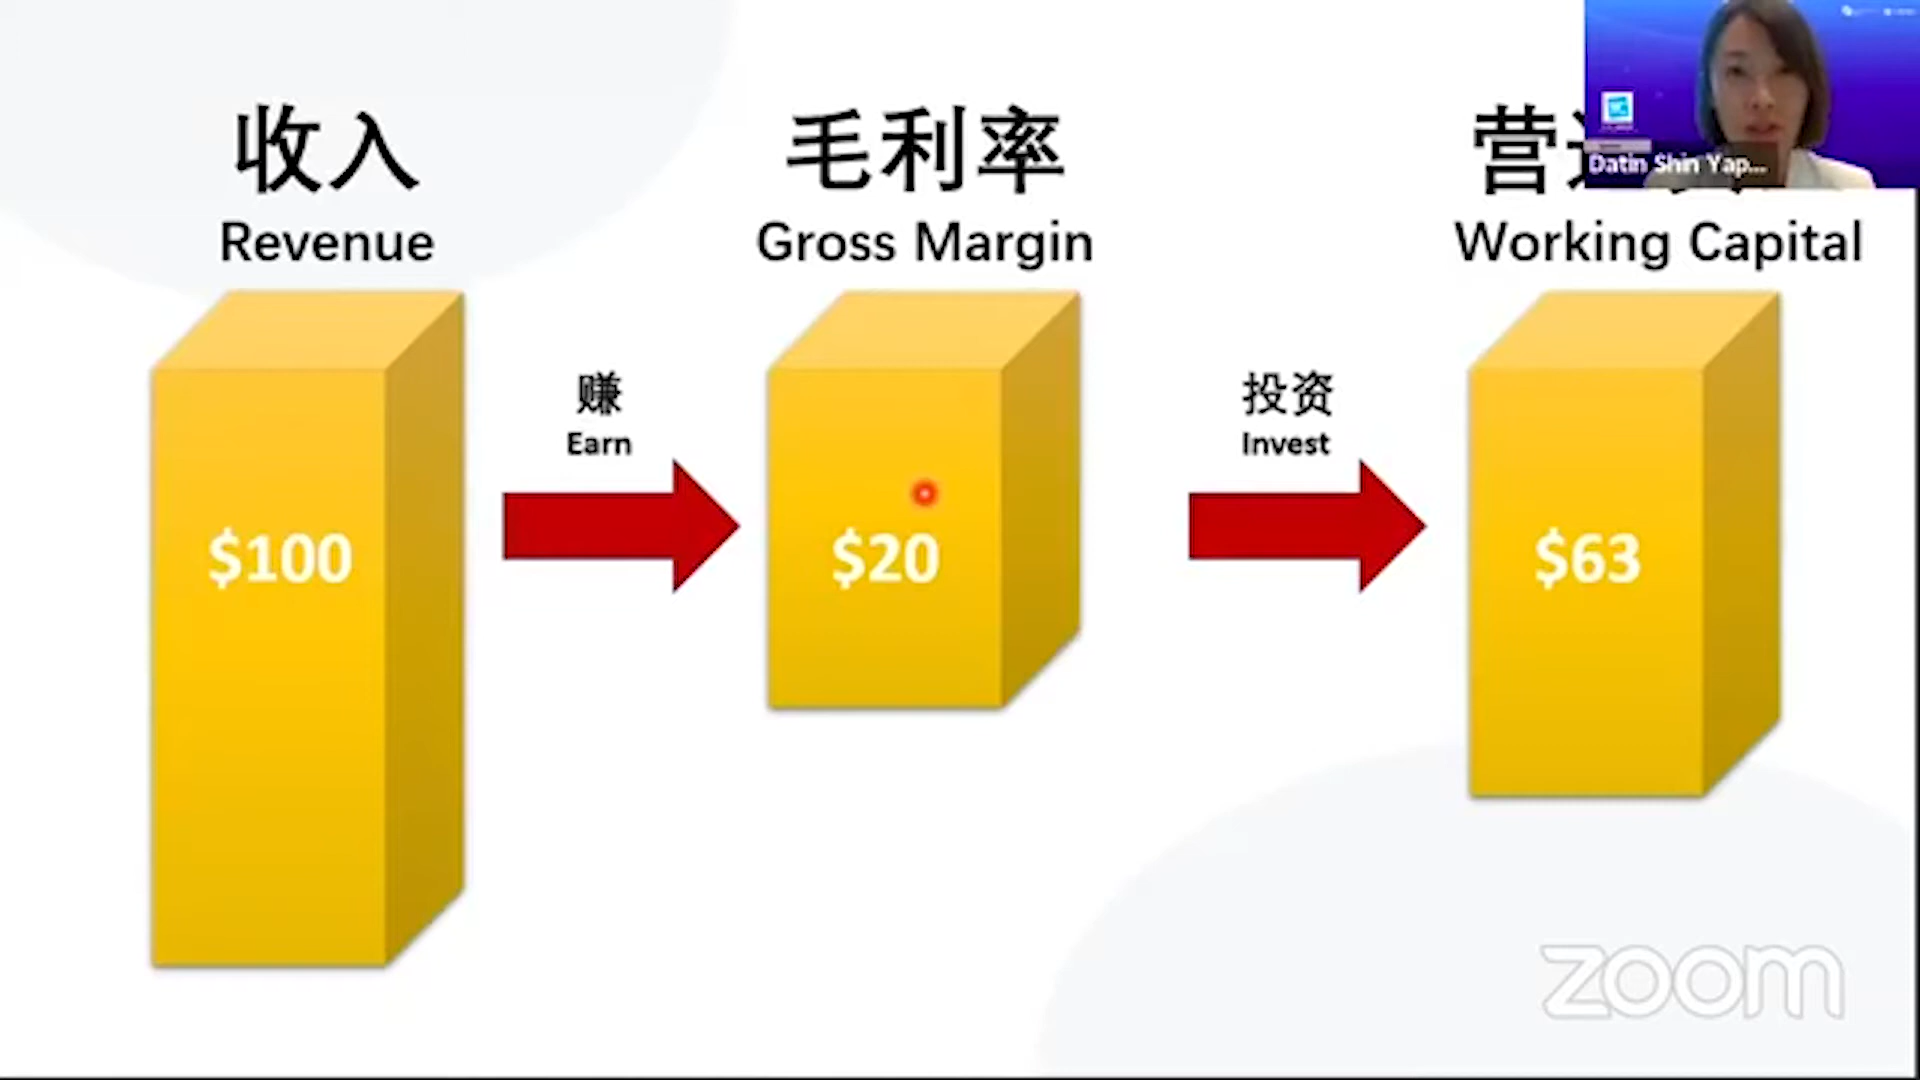 收入
Revenue
毛利率
Gross Margin
营
Working Capital
Datin Shin Yap...
赚
Earn
投资
Invest
$100
$20
$63
zoom